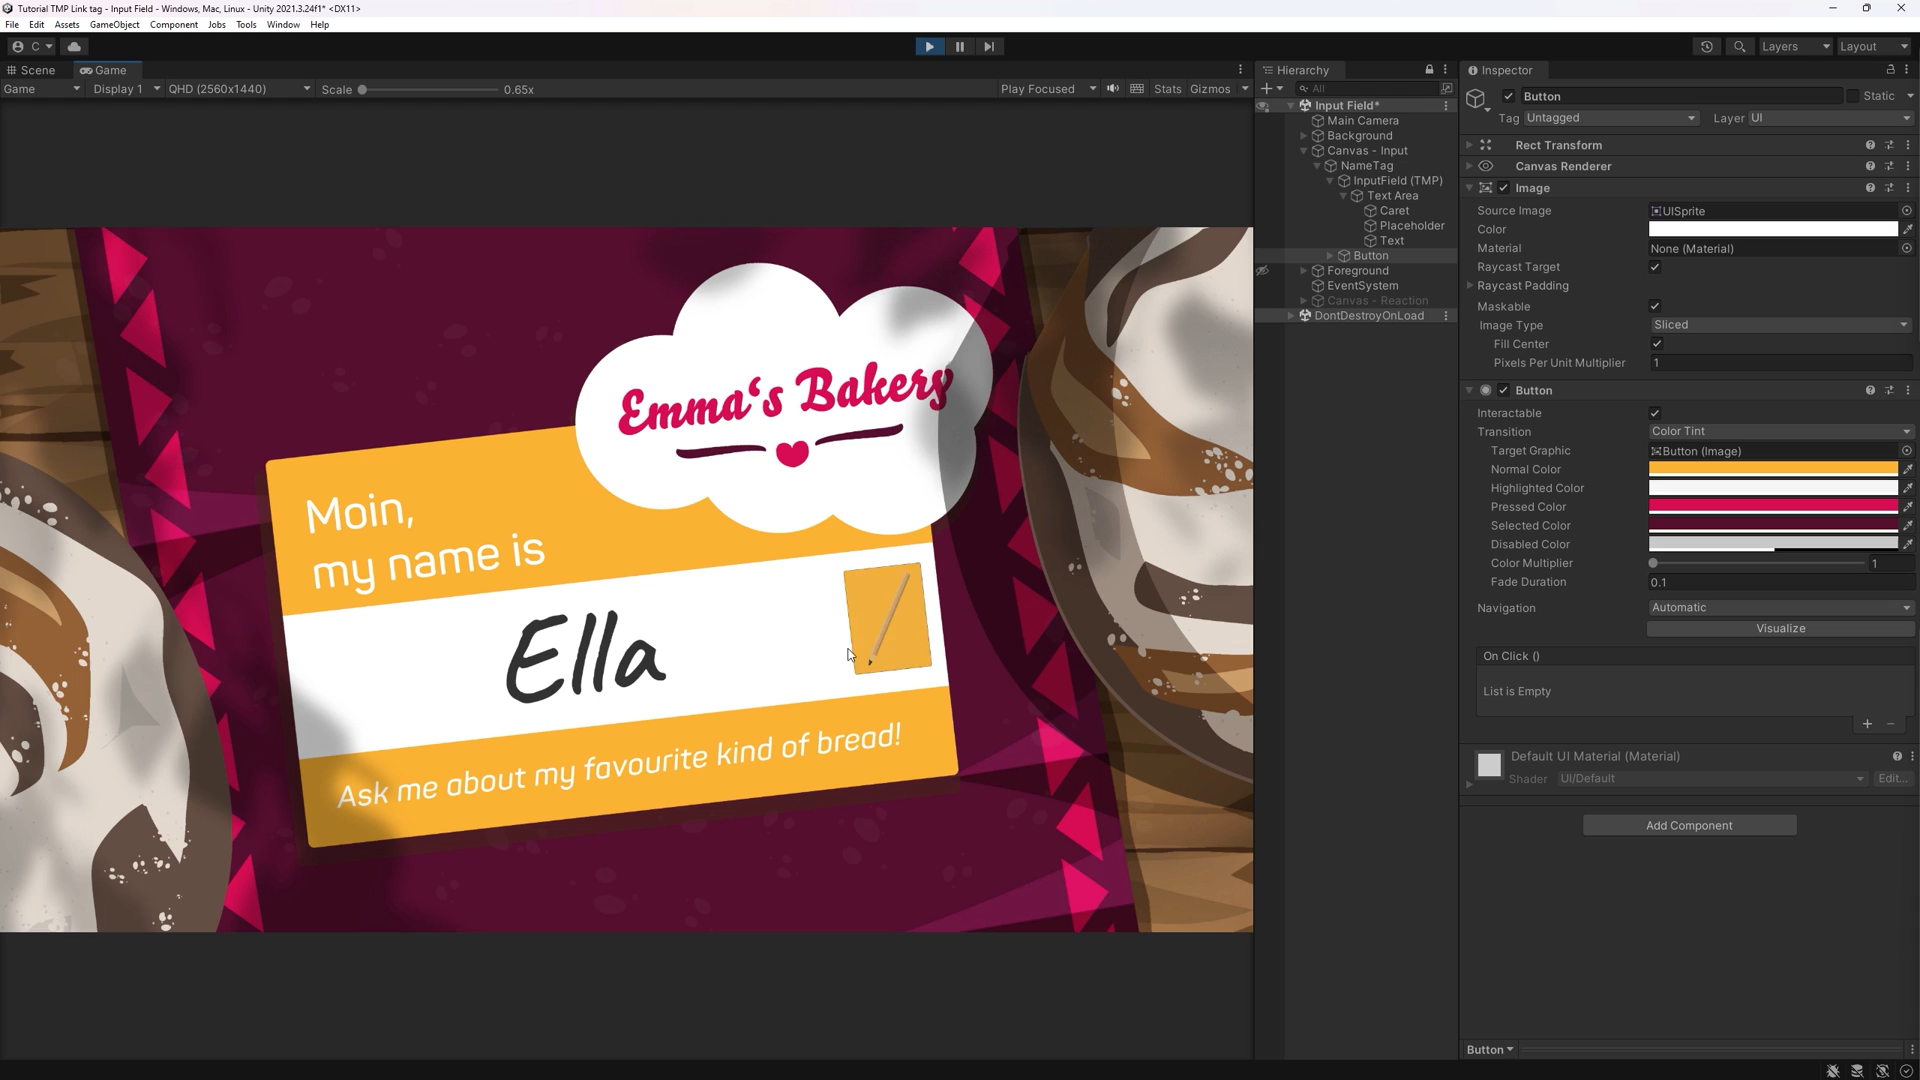 Tutorial TMP Link tag - Input Field - Windows, Mac, Linux - Unity 2021.3.24f1* <DX11>
File Edit Assets GameObject Component Jobs Tools Window Help
C
Layers Layout
Scene Game
Game Display 1 QHD (2560x1440) Scale 0.65x Play Focused Stats Gizmos
Emma‘s Bakery
Moin,
my name is
Ella
Ask me about my favourite kind of bread!
Hierarchy
All
Input Field*
Main Camera
Background
Canvas - Input
NameTag
InputField (TMP)
Text Area
Caret
Placeholder
Text
Button
Foreground
EventSystem
Canvas - Reaction
DontDestroyOnLoad
Inspector
Button Static
Tag Untagged Layer UI
Rect Transform
Canvas Renderer
Image
Source Image UISprite
Color
Material None (Material)
Raycast Target
Raycast Padding
Maskable
Image Type Sliced
Fill Center
Pixels Per Unit Multiplier 1
Button
Interactable
Transition Color Tint
Target Graphic Button (Image)
Normal Color
Highlighted Color
Pressed Color
Selected Color
Disabled Color
Color Multiplier 1
Fade Duration 0.1
Navigation Automatic
Visualize
On Click ()
List is Empty
Default UI Material (Material)
Shader UI/Default Edit...
Add Component
Button